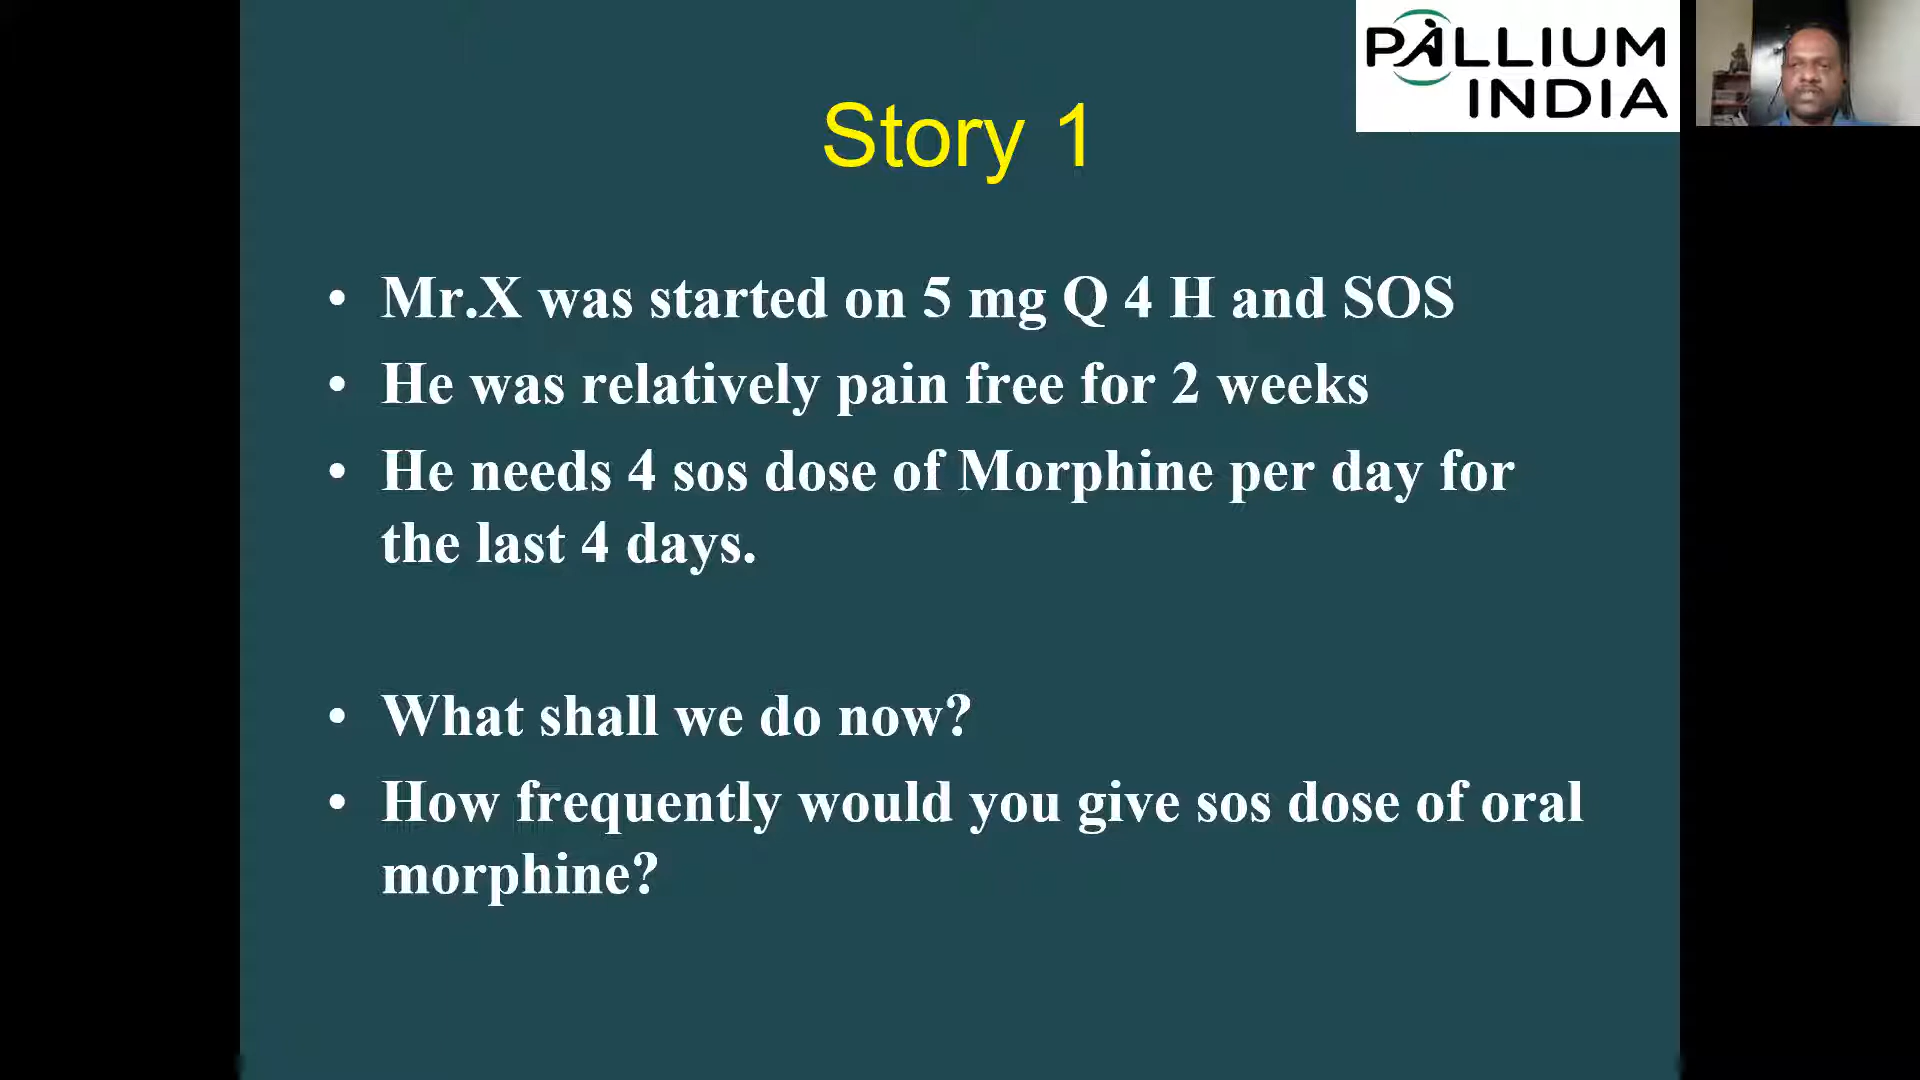 PALLIUM
INDIA
Story 1
• Mr.X was started on 5 mg Q 4 H and SOS
• He was relatively pain free for 2 weeks
• He needs 4 sos dose of Morphine per day for
the last 4 days.
• What shall we do now?
• How frequently would you give sos dose of oral
morphine?